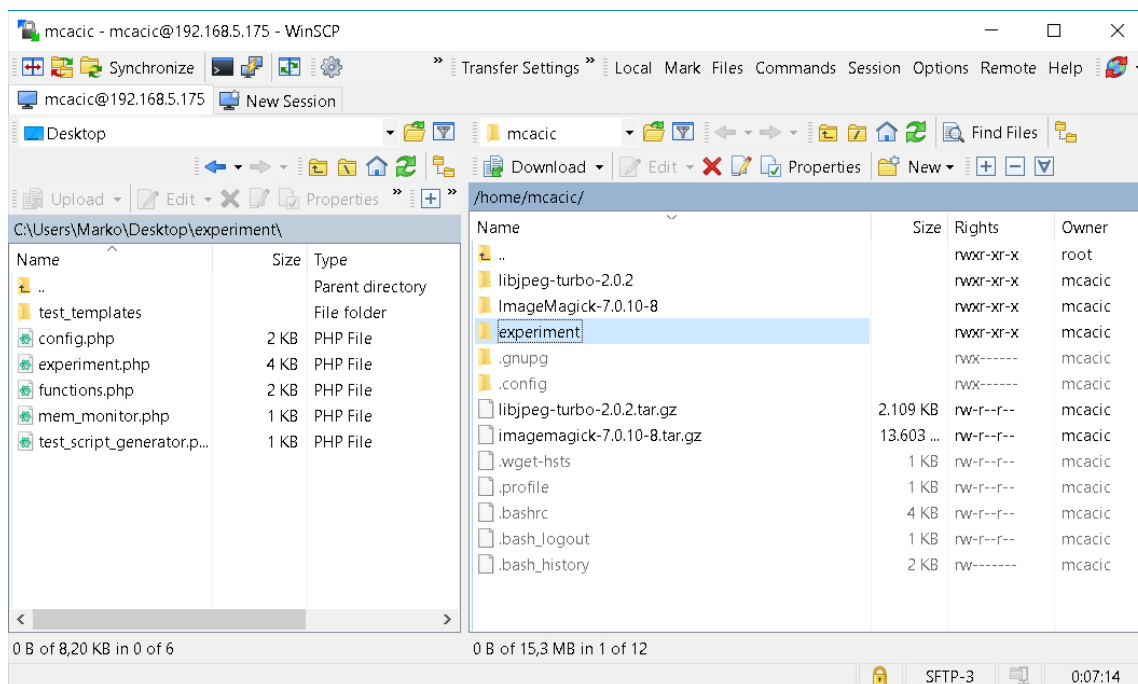 mcacic - mcacic@192.168.5.175 - WinSCP
Synchronize » Transfer Settings » Local Mark Files Commands Session Options Remote Help
mcacic@192.168.5.175 New Session
Desktop mcacic Find Files
Download Edit Properties New
Upload Edit Properties » »
/home/mcacic/
C:\Users\Marko\Desktop\experiment\
Name Size Type
.. Parent directory
test_templates File folder
config.php 2 KB PHP File
experiment.php 4 KB PHP File
functions.php 2 KB PHP File
mem_monitor.php 1 KB PHP File
test_script_generator.p... 1 KB PHP File
Name Size Rights Owner
.. rwxr-xr-x root
libjpeg-turbo-2.0.2 rwxr-xr-x mcacic
ImageMagick-7.0.10-8 rwxr-xr-x mcacic
experiment rwxr-xr-x mcacic
.gnupg rwx------ mcacic
.config rwx------ mcacic
libjpeg-turbo-2.0.2.tar.gz 2.109 KB rw-r--r-- mcacic
imagemagick-7.0.10-8.tar.gz 13.603 ... rw-r--r-- mcacic
.wget-hsts 1 KB rw-r--r-- mcacic
.profile 1 KB rw-r--r-- mcacic
.bashrc 4 KB rw-r--r-- mcacic
.bash_logout 1 KB rw-r--r-- mcacic
.bash_history 2 KB rw------- mcacic
0 B of 8,20 KB in 0 of 6
0 B of 15,3 MB in 1 of 12
SFTP-3 0:07:14